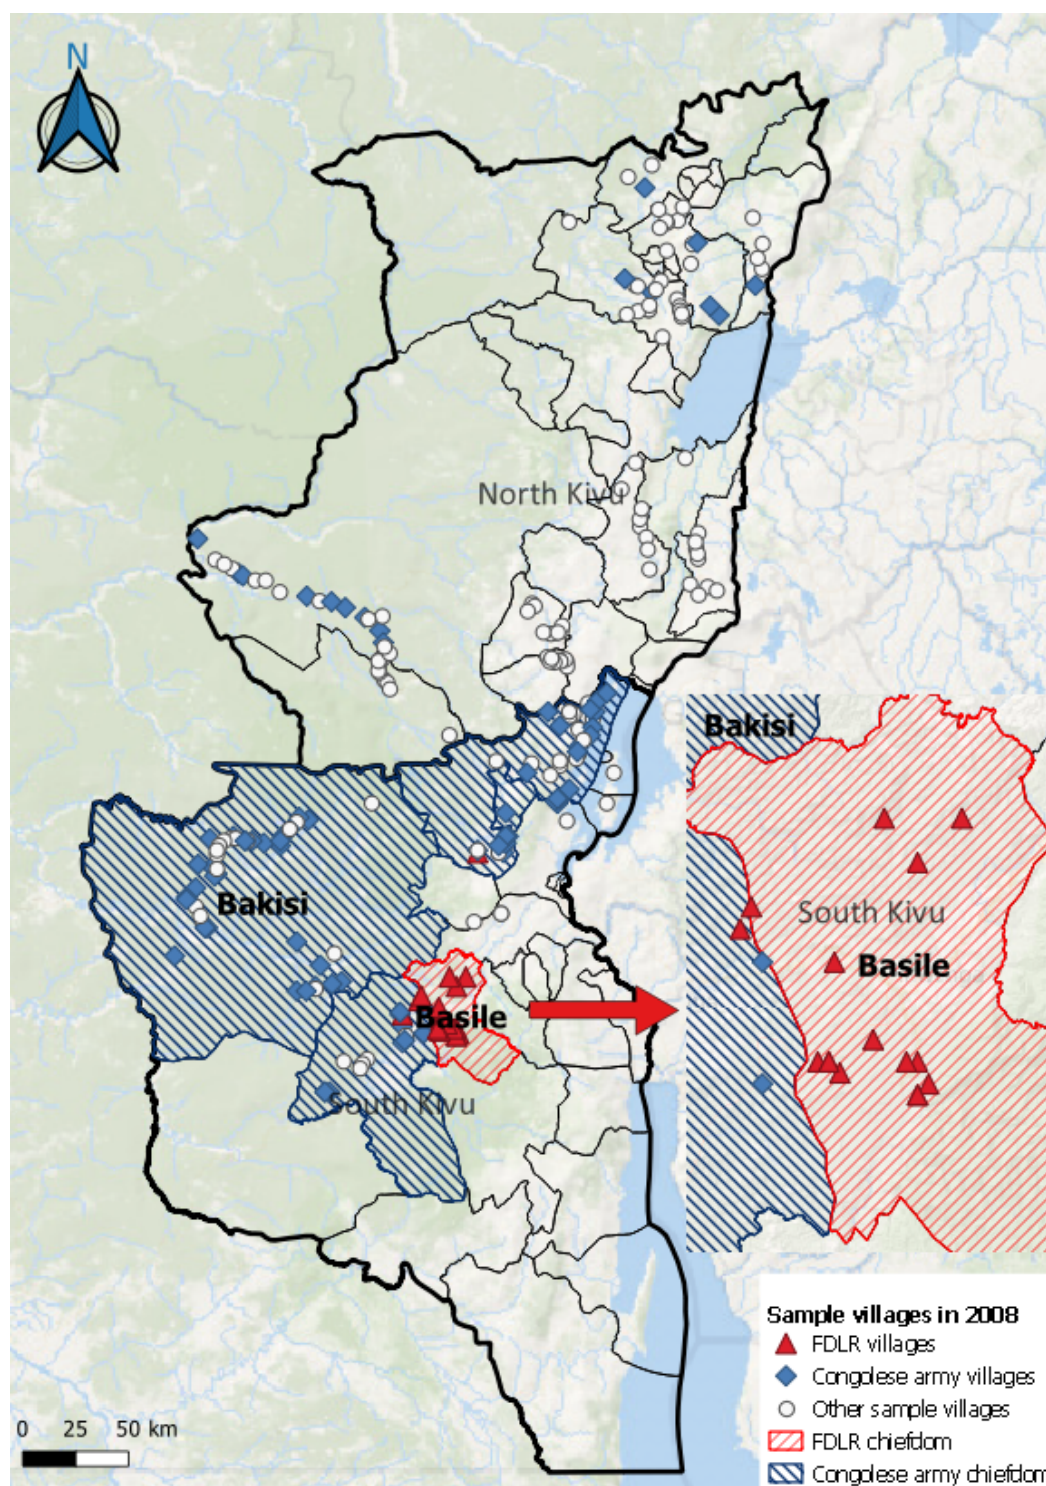 N
North Kivu
Bakisi
Bakisi
South Kivu
Basile
Basile
South Kivu
Sample villages in 2008
FDLR villages
Congolese army villages
Other sample villages
FDLR chiefdom
Congolese army chiefdom
0 25 50 km